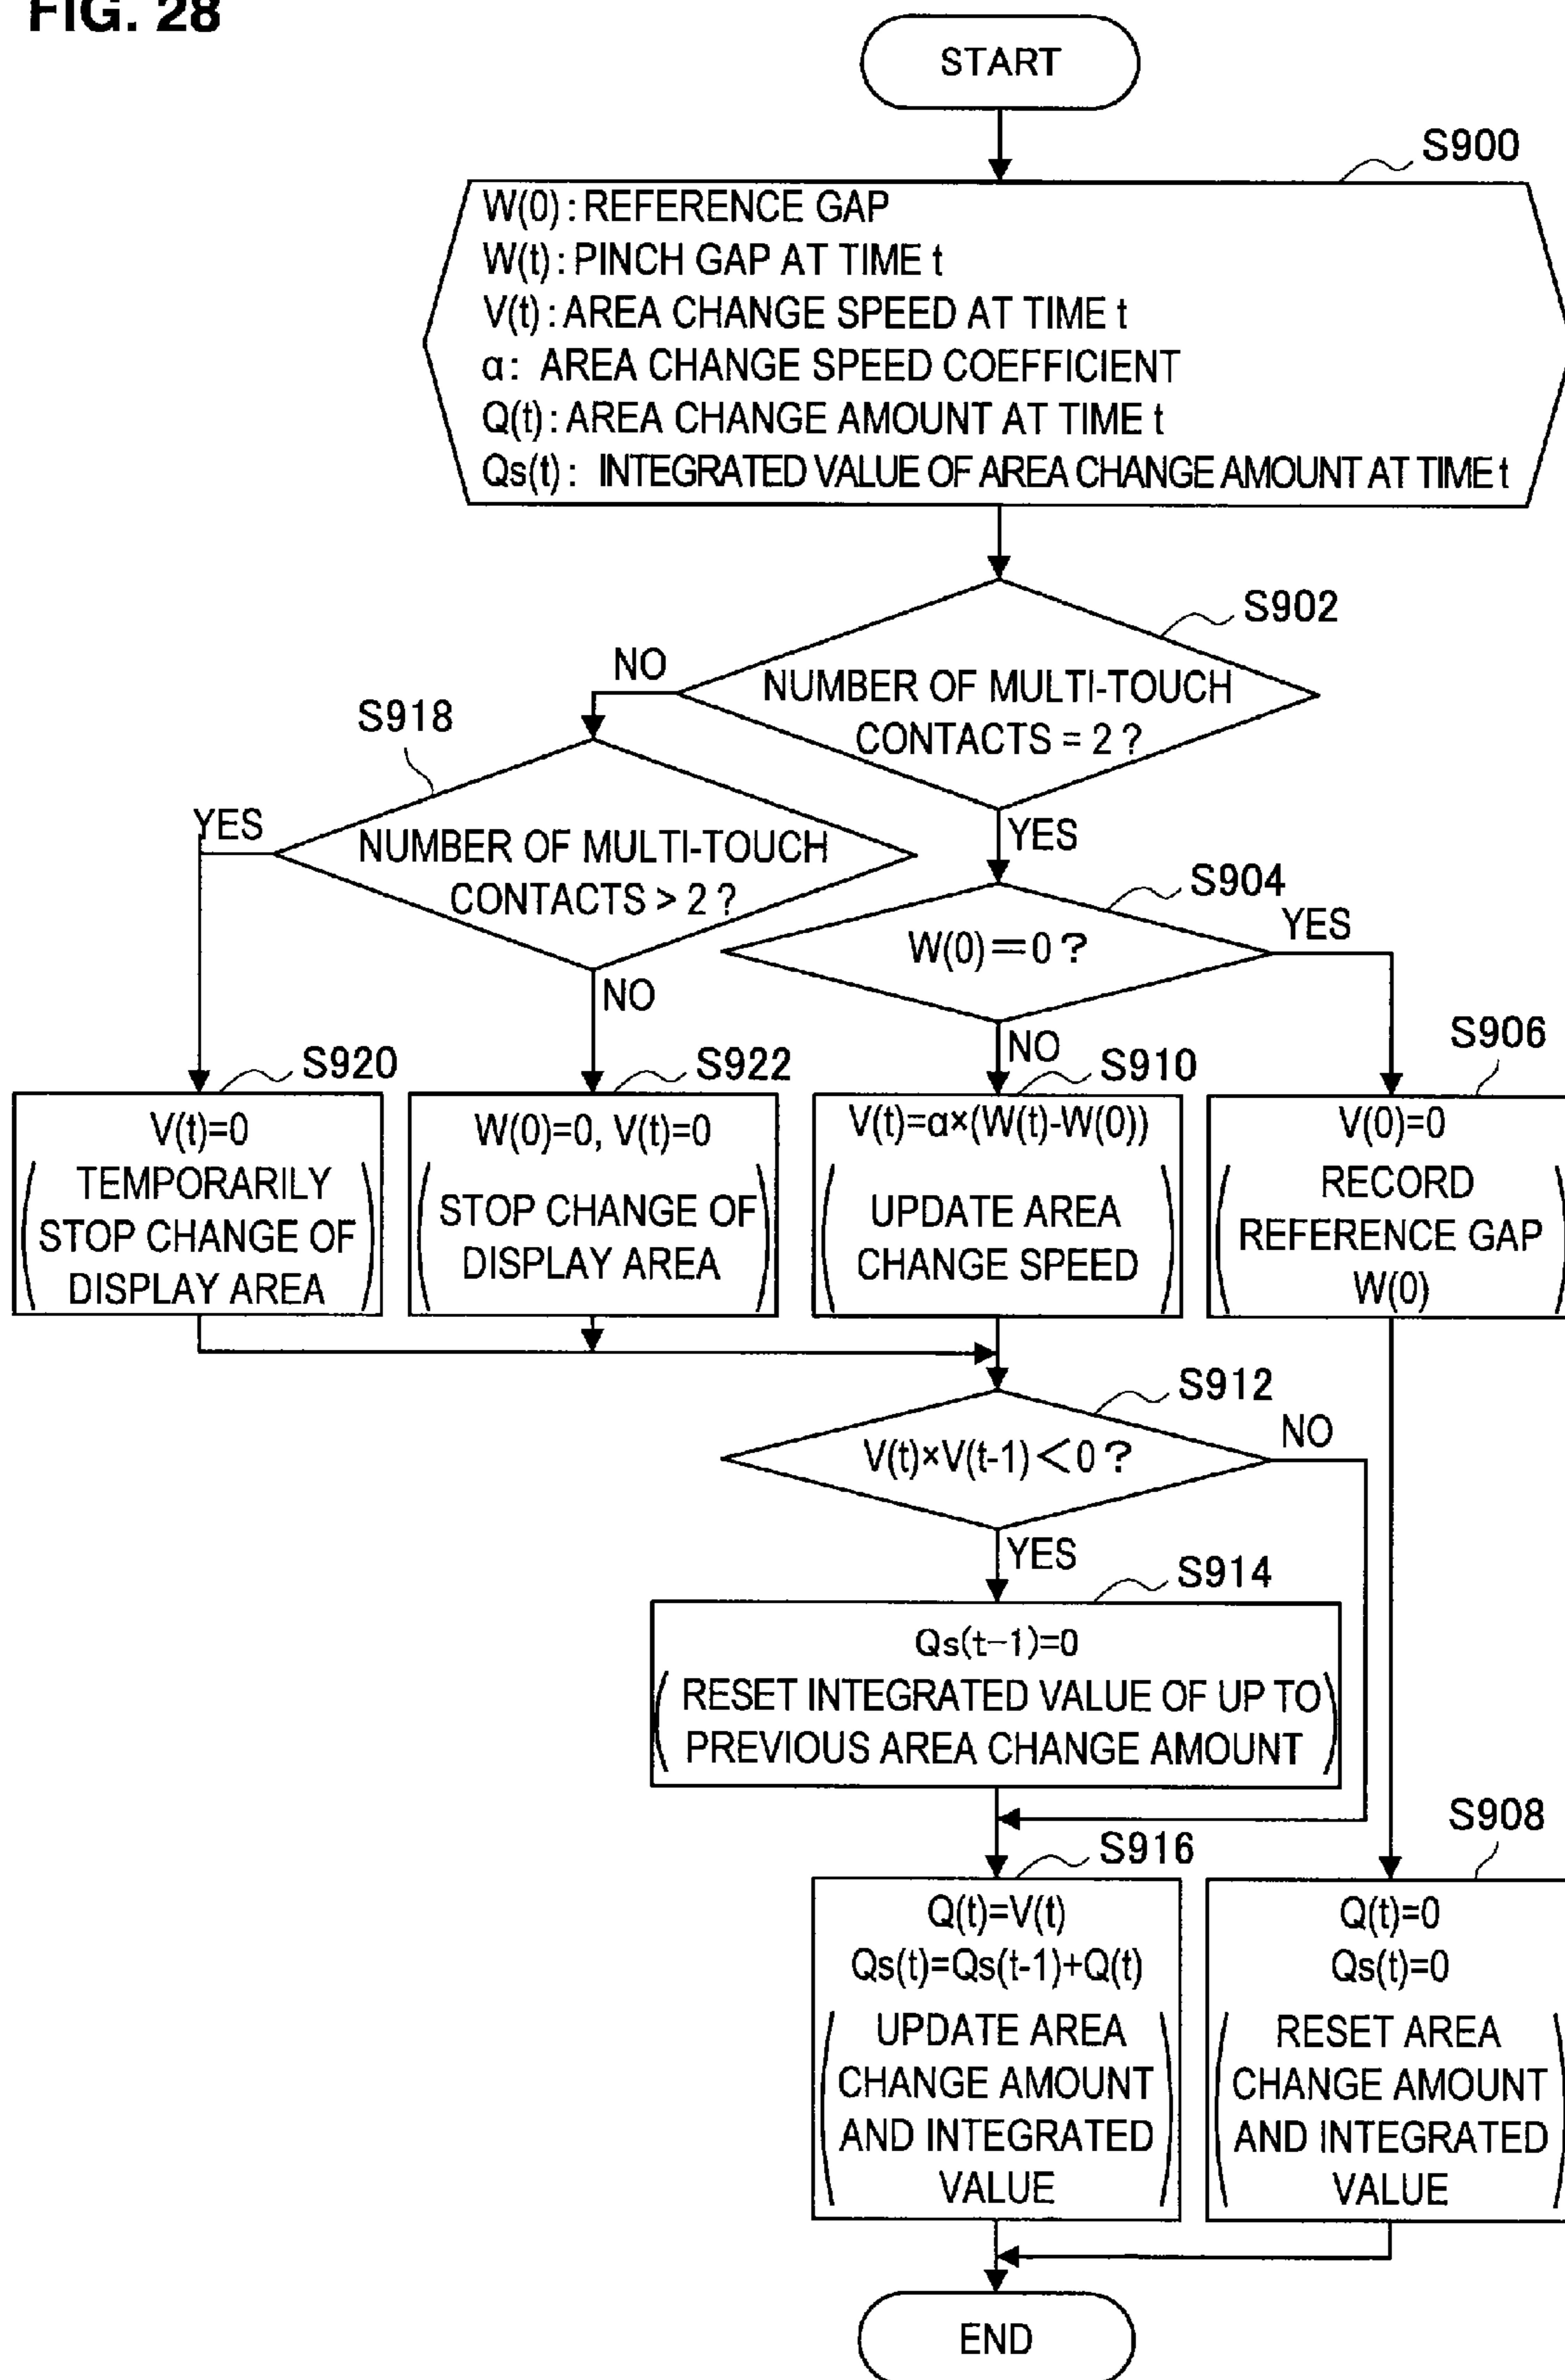 FIG. 28
START
S900
W(0) : REFERENCE GAP
W(t) : PINCH GAP AT TIME t
V(t) : AREA CHANGE SPEED AT TIME t
α : AREA CHANGE SPEED COEFFICIENT
Q(t) : AREA CHANGE AMOUNT AT TIME t
Qs(t) : INTEGRATED VALUE OF AREA CHANGE AMOUNT AT TIME t
S902
NUMBER OF MULTI-TOUCH
CONTACTS = 2 ?
NO
YES
S918
NUMBER OF MULTI-TOUCH
CONTACTS > 2 ?
YES
NO
S904
W(0)=0 ?
YES
NO
S920
V(t)=0
TEMPORARILY
STOP CHANGE OF
DISPLAY AREA
S922
W(0)=0, V(t)=0
STOP CHANGE OF
DISPLAY AREA
S910
V(t)=α×(W(t)-W(0))
UPDATE AREA
CHANGE SPEED
S906
V(0)=0
RECORD
REFERENCE GAP
W(0)
S912
V(t)×V(t-1)<0 ?
NO
YES
S914
Qs(t-1)=0
RESET INTEGRATED VALUE OF UP TO
PREVIOUS AREA CHANGE AMOUNT
S916
Q(t)=V(t)
Qs(t)=Qs(t-1)+Q(t)
UPDATE AREA
CHANGE AMOUNT
AND INTEGRATED
VALUE
S908
Q(t)=0
Qs(t)=0
RESET AREA
CHANGE AMOUNT
AND INTEGRATED
VALUE
END